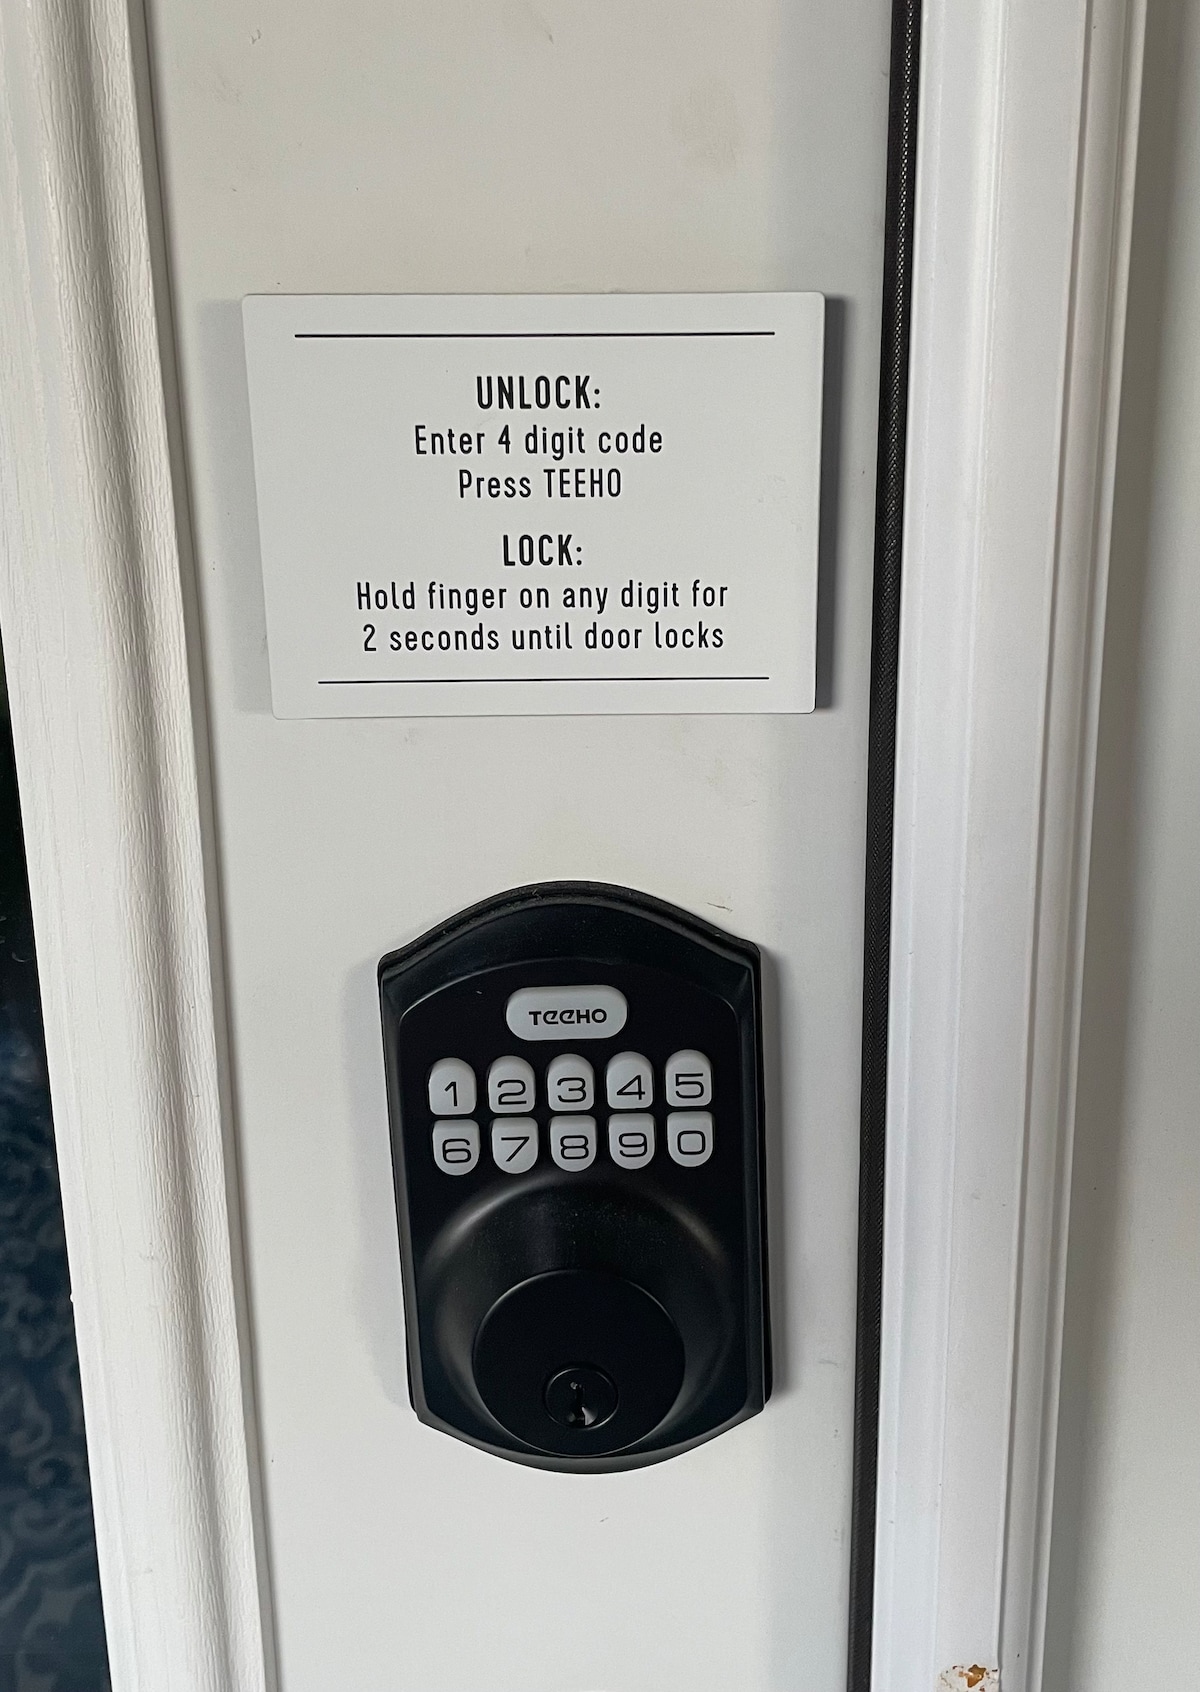 UNLOCK:
Enter 4 digit code
Press TEEHO
LOCK:
Hold finger on any digit for
2 seconds until door locks
TEEHO
1 2 3 4 5
6 7 8 9 0